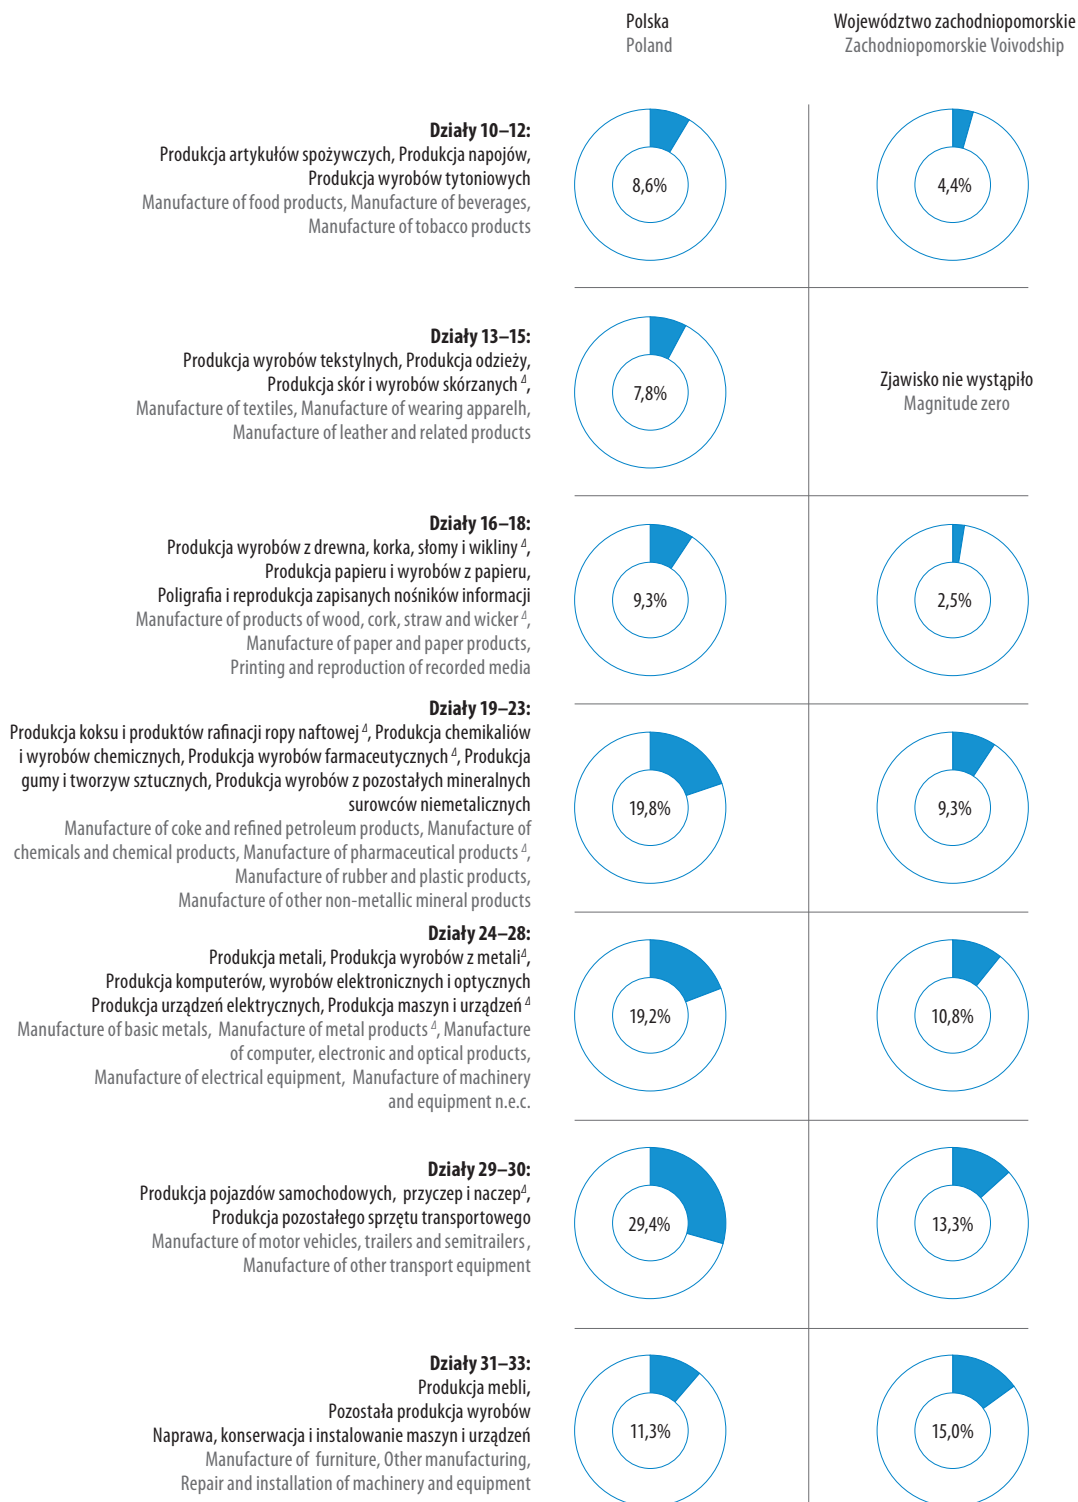 Polska
Poland
Województwo zachodniopomorskie
Zachodniopomorskie Voivodship
Działy 10–12:
Produkcja artykułów spożywczych, Produkcja napojów,
Produkcja wyrobów tytoniowych
Manufacture of food products, Manufacture of beverages,
Manufacture of tobacco products
8,6%
4,4%
Działy 13–15:
Produkcja wyrobów tekstylnych, Produkcja odzieży,
Produkcja skór i wyrobów skórzanych Δ,
Manufacture of textiles, Manufacture of wearing apparelh,
Manufacture of leather and related products
7,8%
Zjawisko nie wystąpiło
Magnitude zero
Działy 16–18:
Produkcja wyrobów z drewna, korka, słomy i wikliny Δ,
Produkcja papieru i wyrobów z papieru,
Poligrafia i reprodukcja zapisanych nośników informacji
Manufacture of products of wood, cork, straw and wicker Δ,
Manufacture of paper and paper products,
Printing and reproduction of recorded media
9,3%
2,5%
Działy 19–23:
Produkcja koksu i produktów rafinacji ropy naftowej Δ, Produkcja chemikaliów
i wyrobów chemicznych, Produkcja wyrobów farmaceutycznych Δ, Produkcja
gumy i tworzyw sztucznych, Produkcja wyrobów z pozostałych mineralnych
surowców niemetalicznych
Manufacture of coke and refined petroleum products, Manufacture of
chemicals and chemical products, Manufacture of pharmaceutical products Δ,
Manufacture of rubber and plastic products,
Manufacture of other non-metallic mineral products
19,8%
9,3%
Działy 24–28:
Produkcja metali, Produkcja wyrobów z metali Δ,
Produkcja komputerów, wyrobów elektronicznych i optycznych
Produkcja urządzeń elektrycznych, Produkcja maszyn i urządzeń Δ
Manufacture of basic metals, Manufacture of metal products Δ, Manufacture
of computer, electronic and optical products,
Manufacture of electrical equipment, Manufacture of machinery
and equipment n.e.c.
19,2%
10,8%
Działy 29–30:
Produkcja pojazdów samochodowych, przyczep i naczep Δ,
Produkcja pozostałego sprzętu transportowego
Manufacture of motor vehicles, trailers and semitrailers,
Manufacture of other transport equipment
29,4%
13,3%
Działy 31–33:
Produkcja mebli,
Pozostała produkcja wyrobów
Naprawa, konserwacja i instalowanie maszyn i urządzeń
Manufacture of furniture, Other manufacturing,
Repair and installation of machinery and equipment
11,3%
15,0%